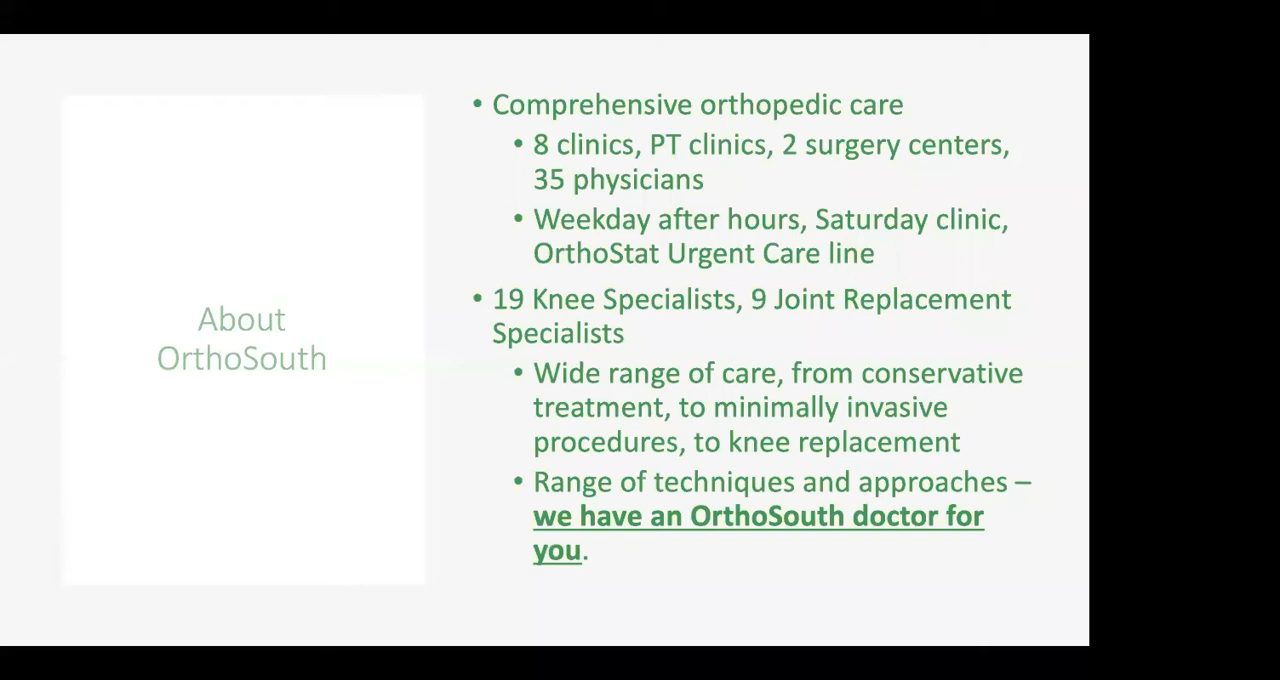 About
OrthoSouth
• Comprehensive orthopedic care
• 8 clinics, PT clinics, 2 surgery centers,
35 physicians
• Weekday after hours, Saturday clinic,
OrthoStat Urgent Care line
• 19 Knee Specialists, 9 Joint Replacement
Specialists
• Wide range of care, from conservative
treatment, to minimally invasive
procedures, to knee replacement
• Range of techniques and approaches –
we have an OrthoSouth doctor for
you.